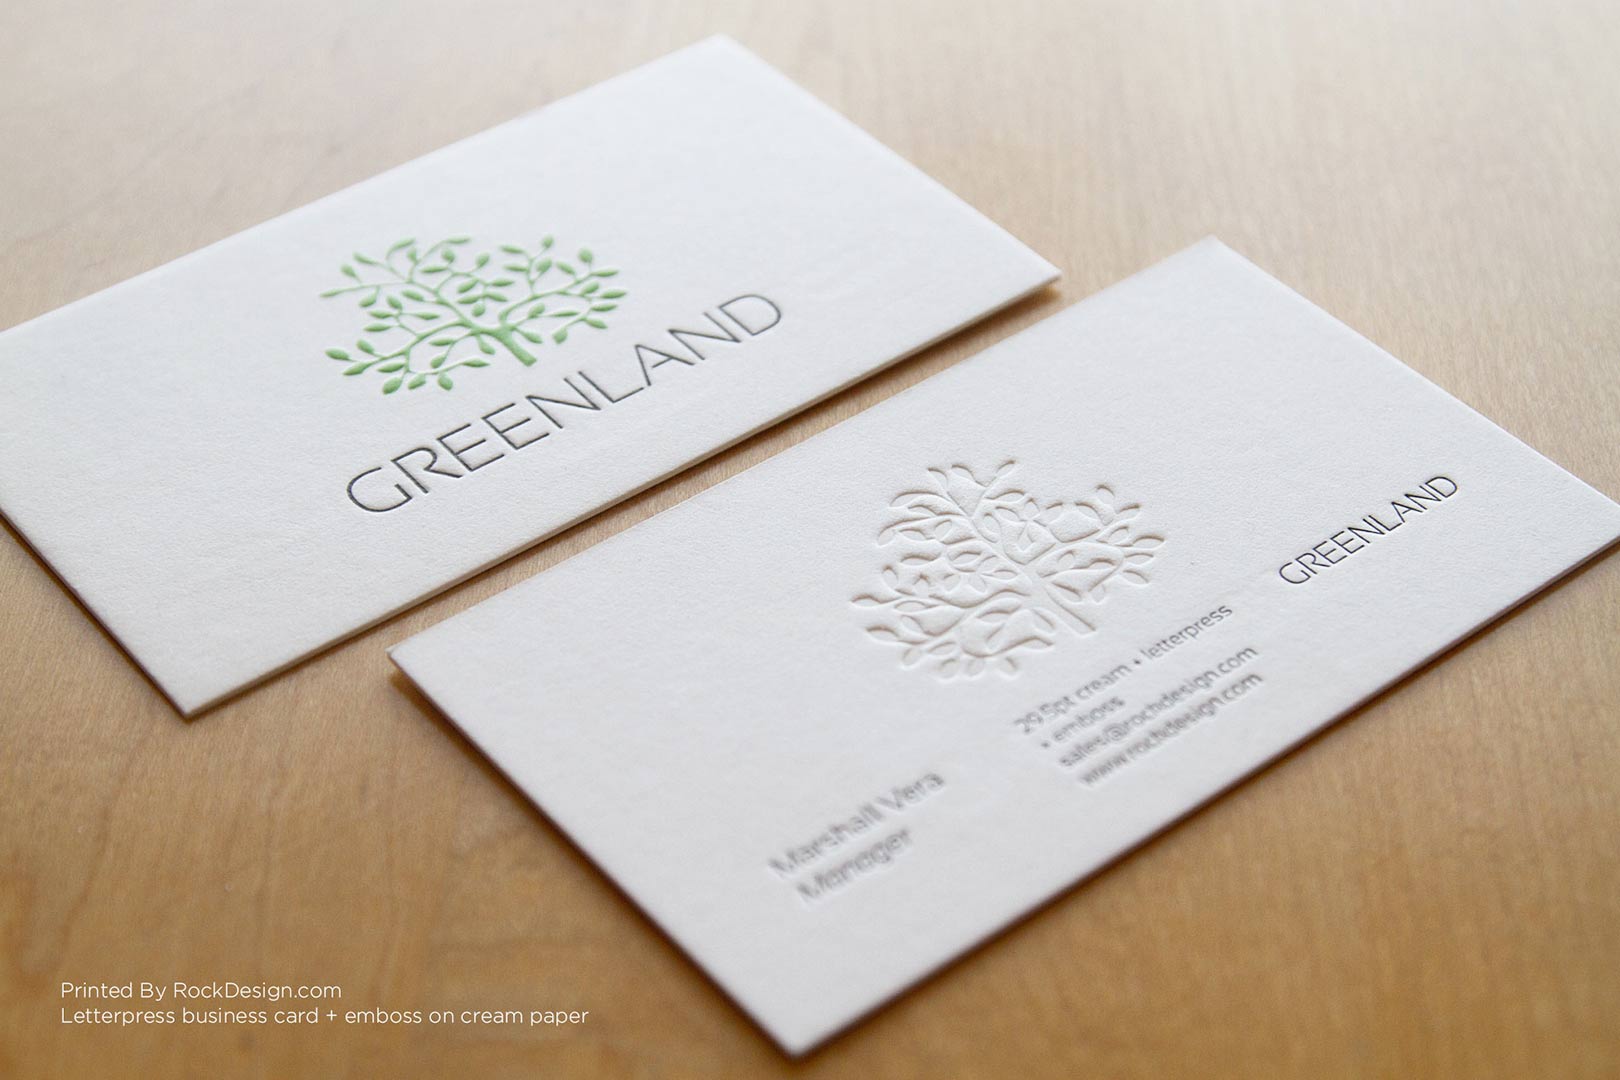 GREENLAND
GREENLAND
29.5pt cream • letterpress
• emboss
sales@rockdesign.com
www.rockdesign.com
Marshall Vera
Manager
Printed By RockDesign.com
Letterpress business card + emboss on cream paper